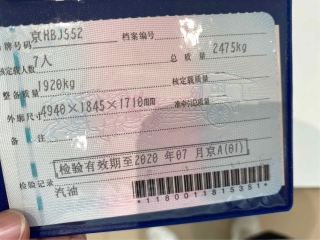 号牌号码 京HBJ552 档案编号
核定载人数 7人 总 质 量 2475kg
整备质量 1920kg 核定载质量
外廓尺寸 4940×1845×1710mm 准牵引总质量
备 注
检验有效期至2020 年07 月京A(01)
检验记录 汽油
*1180011815351*